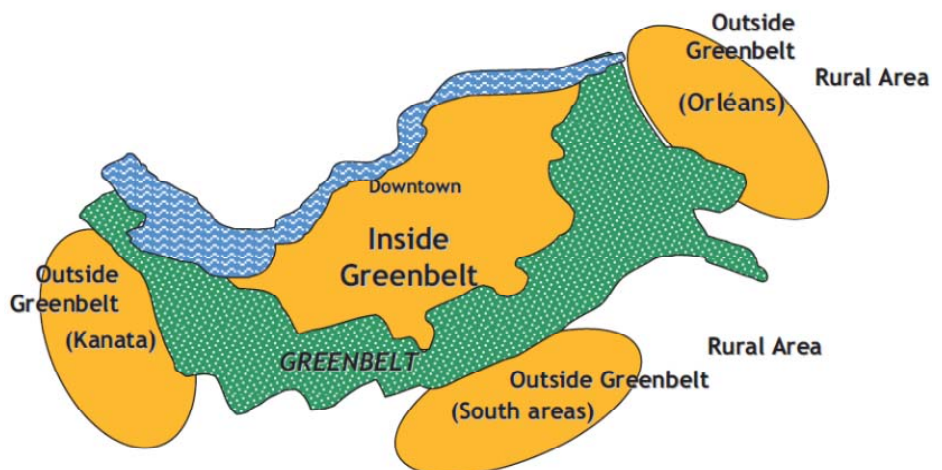 Outside
Greenbelt
(Orléans)
Rural Area
Downtown
Inside
Greenbelt
Outside
Greenbelt
(Kanata)
GREENBELT
Rural Area
Outside Greenbelt
(South areas)